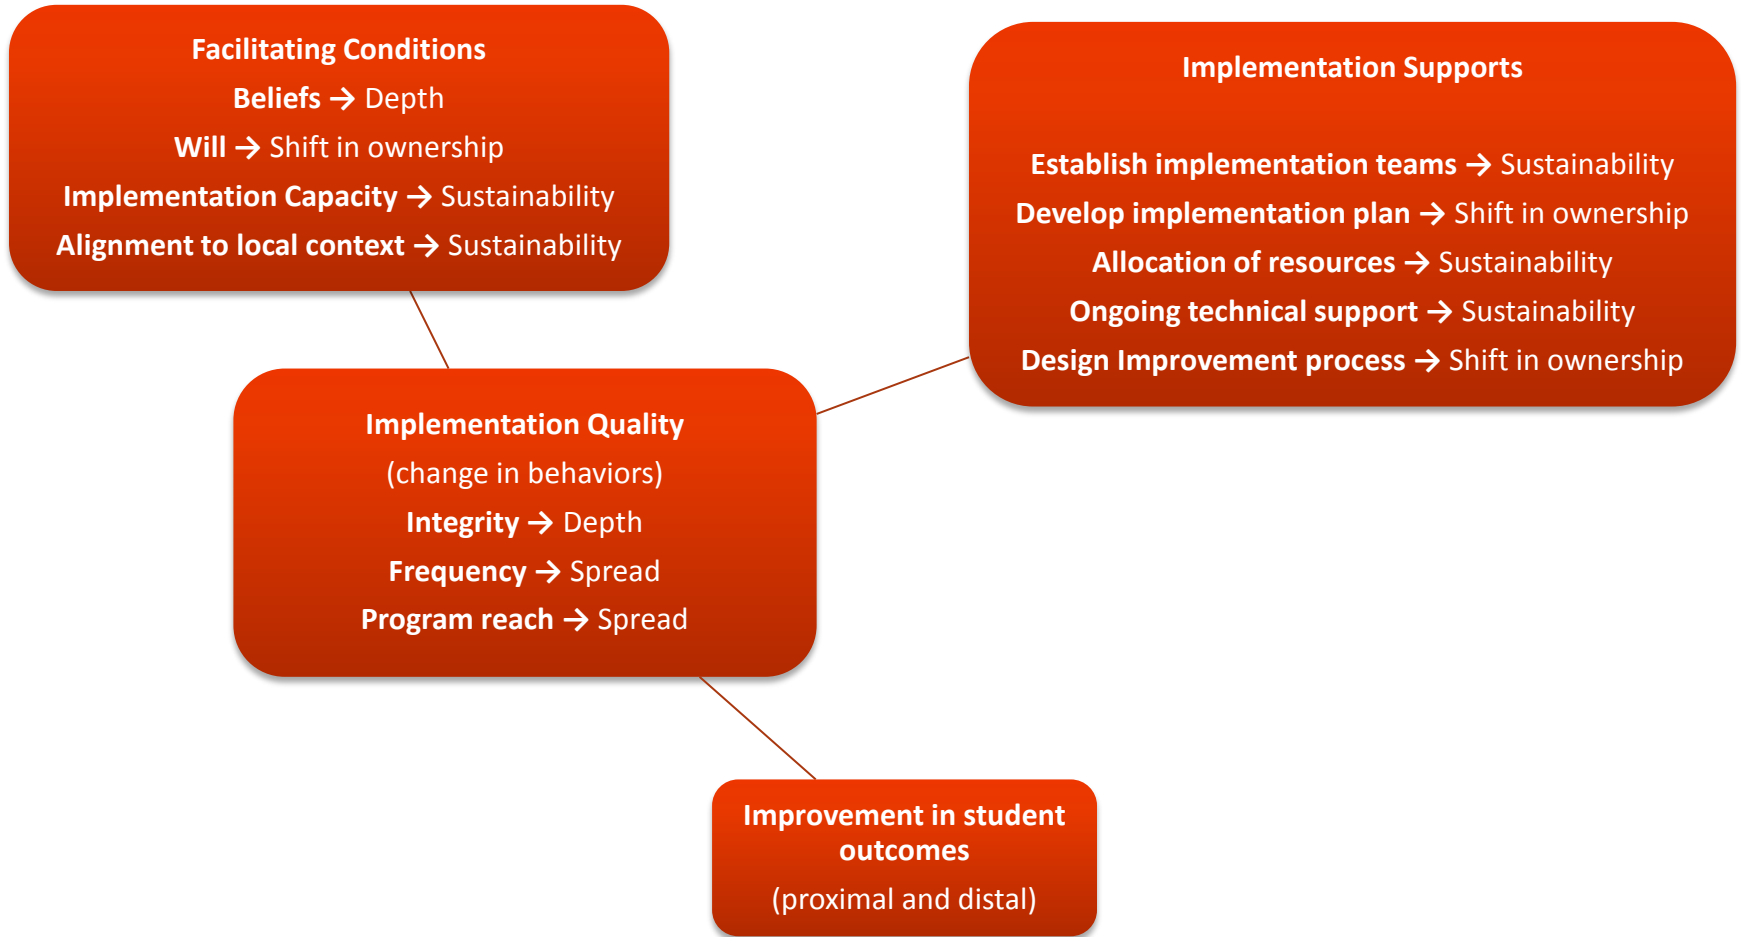 Facilitating Conditions
Beliefs → Depth
Will → Shift in ownership
Implementation Capacity → Sustainability
Alignment to local context → Sustainability
Implementation Supports
Establish implementation teams → Sustainability
Develop implementation plan → Shift in ownership
Allocation of resources → Sustainability
Ongoing technical support → Sustainability
Design Improvement process → Shift in ownership
Implementation Quality
(change in behaviors)
Integrity → Depth
Frequency → Spread
Program reach → Spread
Improvement in student
outcomes
(proximal and distal)